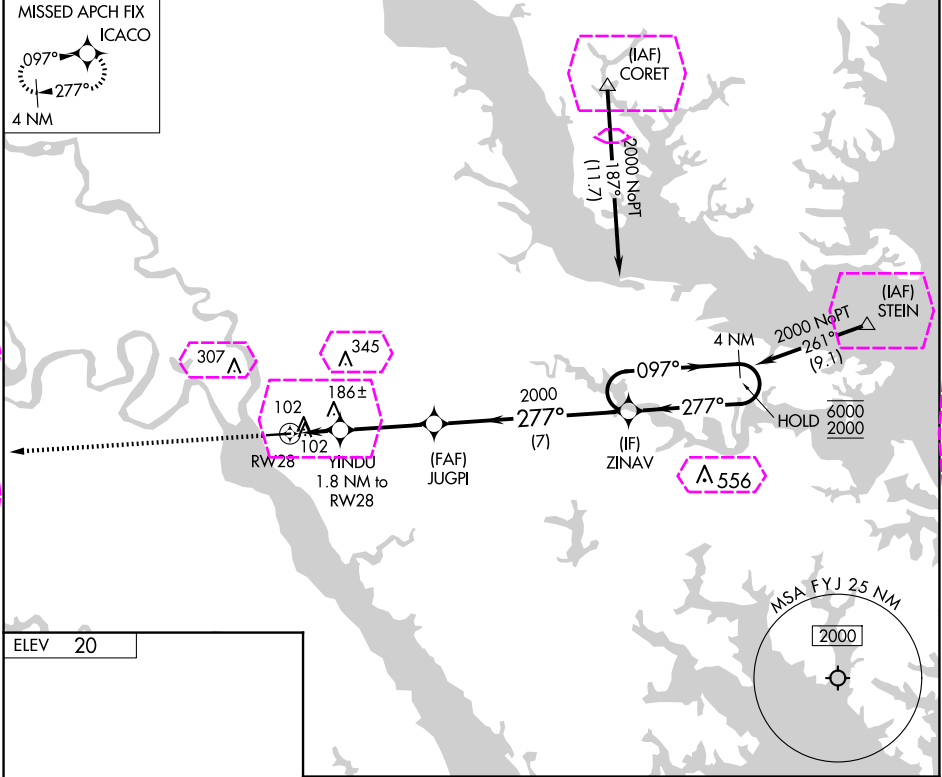 MISSED APCH FIX
ICACO
097°
277°
4 NM
(IAF)
CORET
2000 NoPT
187°
(11.7)
(IAF)
STEIN
2000 NoPT
261°
(9.1)
4 NM
097°
277°
HOLD
6000
2000
(IF)
ZINAV
2000
277°
(7)
(FAF)
JUGPI
307
345
186±
102
102
RW28
YINDU
1.8 NM to
RW28
556
MSA FYJ 25 NM
2000
ELEV 20